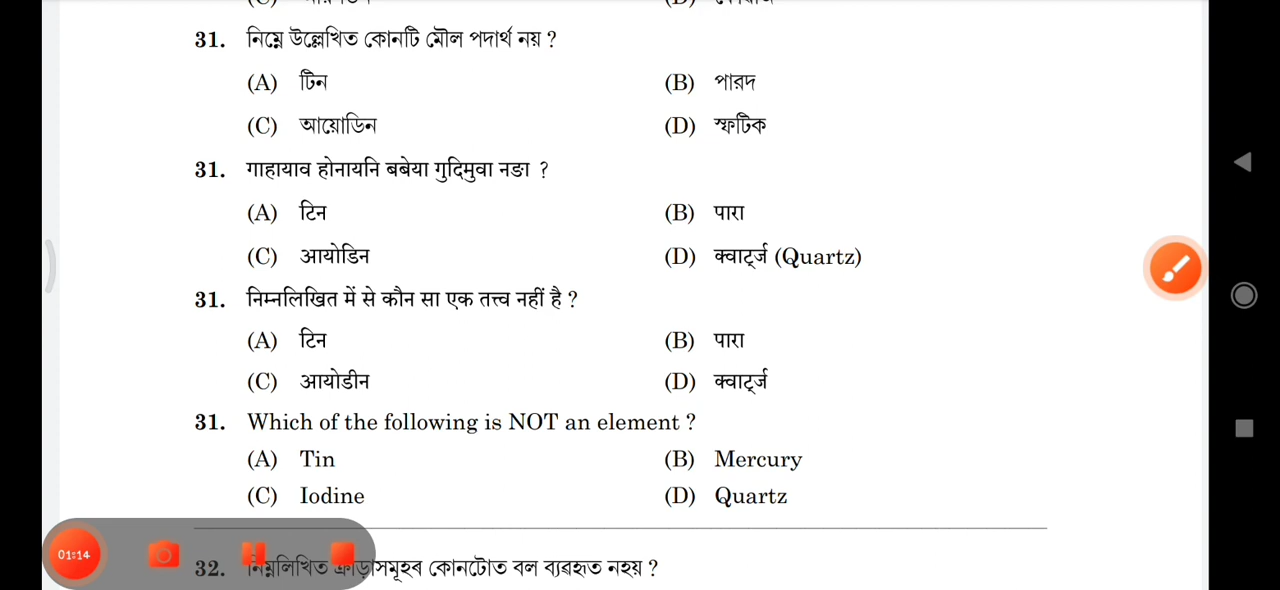 31. নিম্নে উল্লেখিত কোনটি মৌল পদার্থ নয় ?
(A) টিন (B) পারদ
(C) আয়োডিন (D) স্ফটিক
31. गाहायाव होनायनि बबेया गुदिमुवा नङा ?
(A) टिन (B) पारा
(C) आयोडिन (D) क्वार्ट्ज (Quartz)
31. निम्नलिखित में से कौन सा एक तत्त्व नहीं है ?
(A) टिन (B) पारा
(C) आयोडीन (D) क्वार्ट्ज
31. Which of the following is NOT an element ?
(A) Tin (B) Mercury
(C) Iodine (D) Quartz
01:14
32. নিম্নলিখিত ক্ৰীড়াসমূহৰ কোনটোত বল ব্যৱহৃত নহয় ?